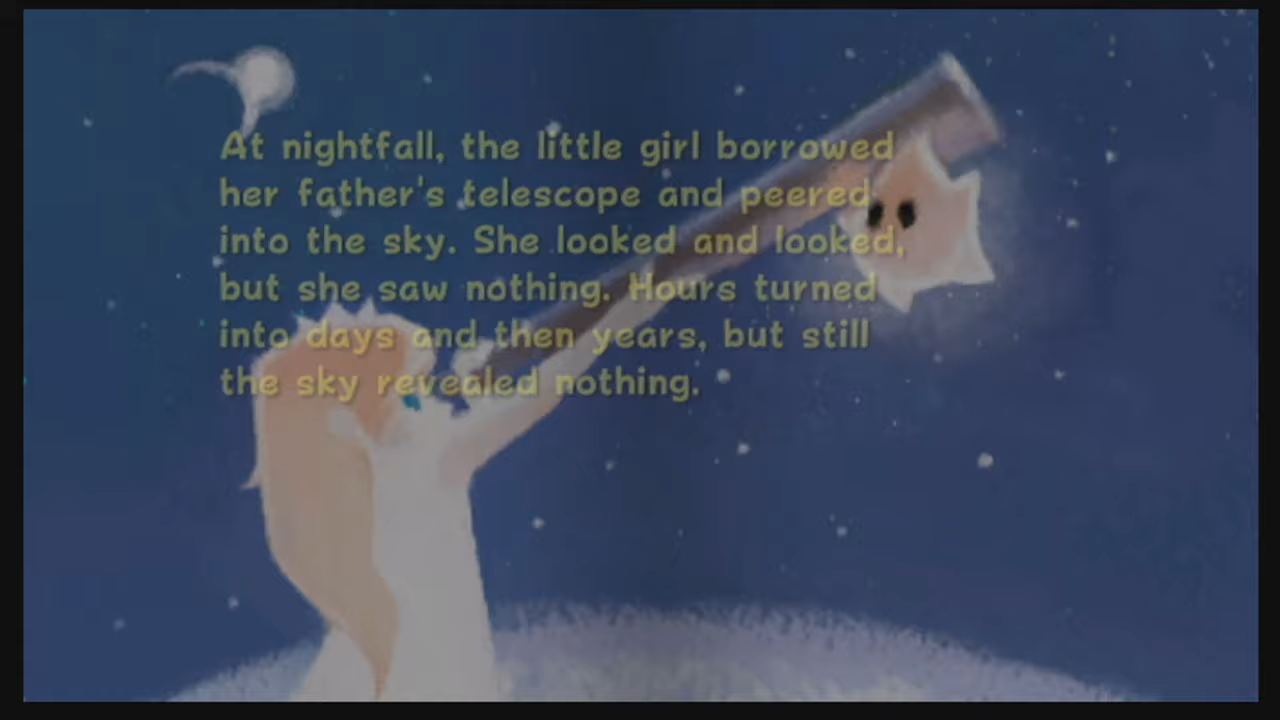 At nightfall, the little girl borrowed
her father's telescope and peered
into the sky. She looked and looked,
but she saw nothing. Hours turned
into days and then years, but still
the sky revealed nothing.